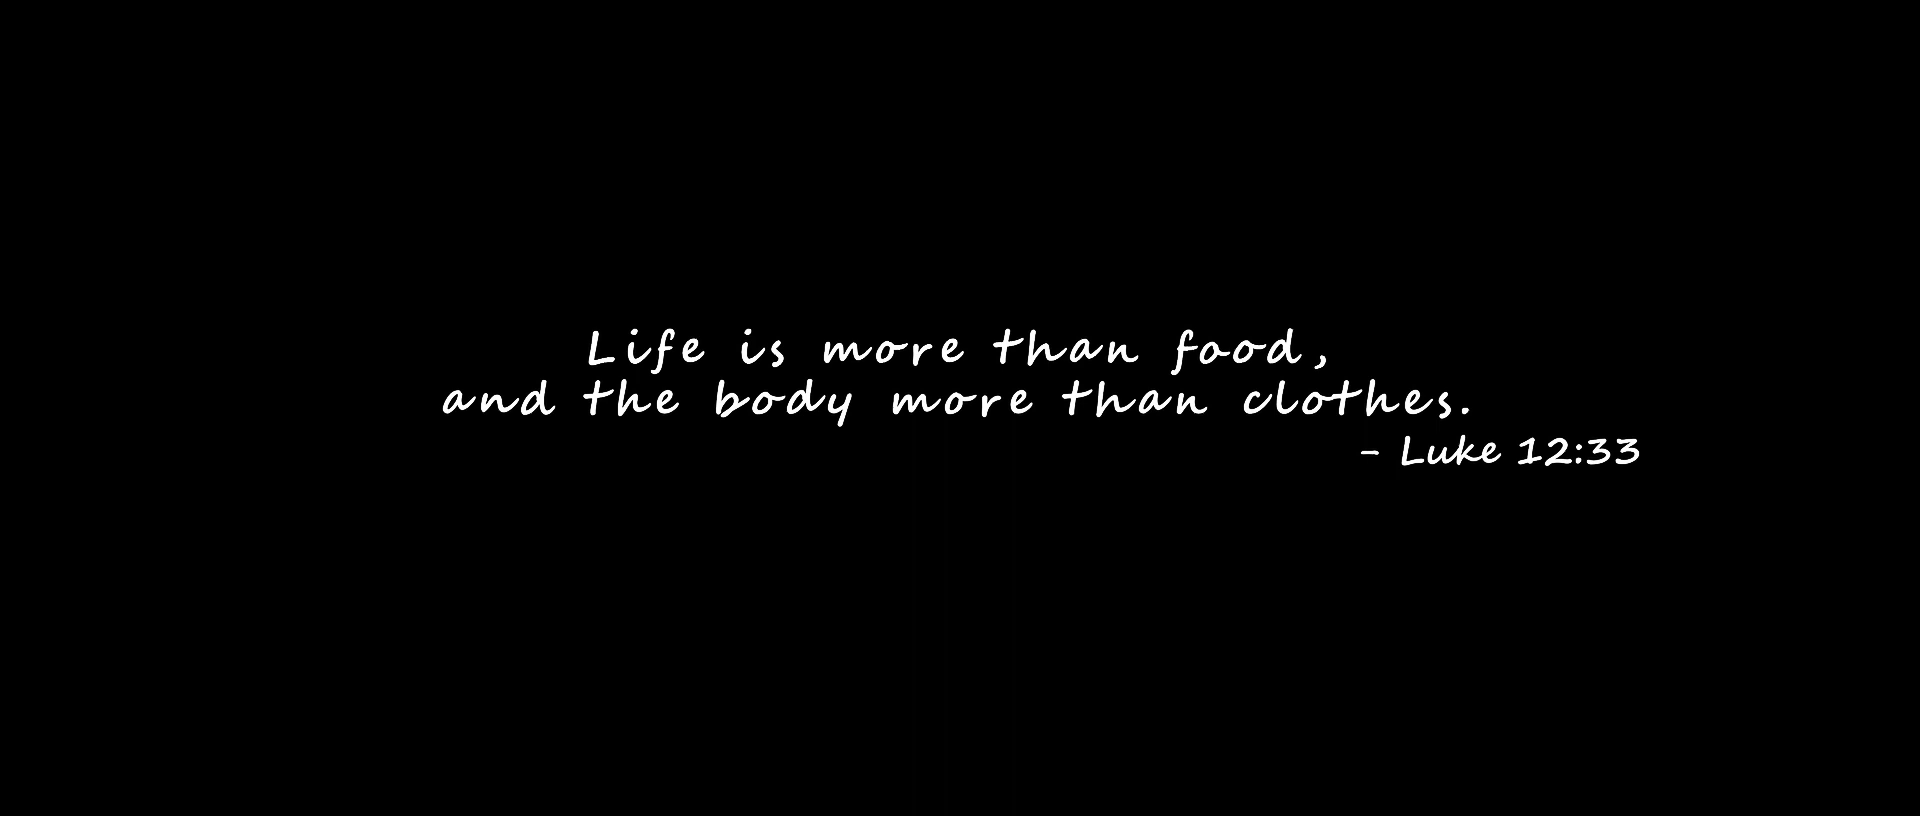 Life is more than food,
and the body more than clothes.
- Luke 12:33